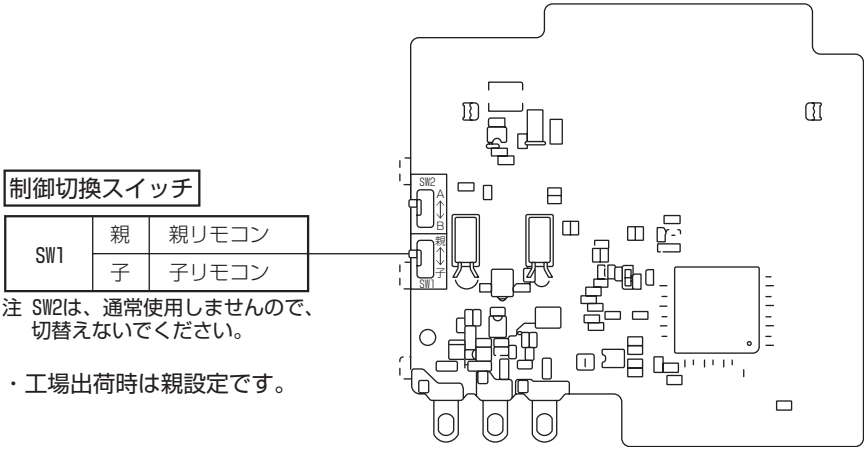 制御切換スイッチ
SW1 親 親リモコン
子 子リモコン
注 SW2は、通常使用しませんので、
切替えないでください。
・工場出荷時は親設定です。
SW2
A
B
親
子
SW1